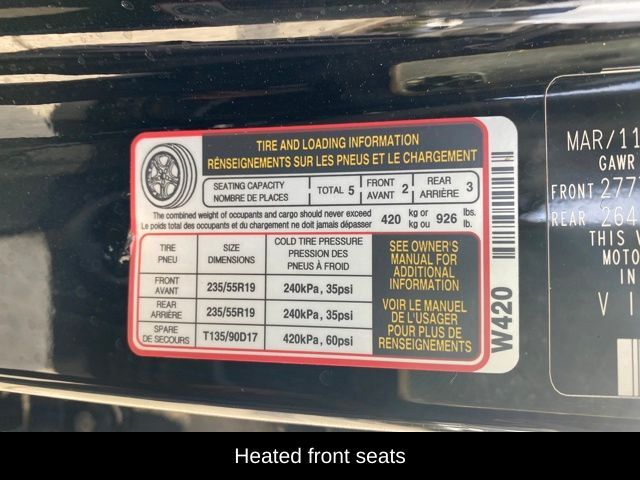 TIRE AND LOADING INFORMATION
RÉNSEIGNEMENTS SUR LES PNEUS ET LE CHARGEMENT
SEATING CAPACITY
NOMBRE DE PLACES
TOTAL 5
FRONT
AVANT 2
REAR
ARRIÈRE 3
The combined weight of occupants and cargo should never exceed
Le poids total des occupants et du chargement ne doit jamais dépasser
420 kg or kg ou 926 lbs. lb.
TIRE
PNEU
SIZE
DIMENSIONS
COLD TIRE PRESSURE
PRESSION DES
PNEUS À FROID
FRONT
AVANT
235/55R19
240kPa, 35psi
REAR
ARRIÈRE
235/55R19
240kPa, 35psi
SPARE
DE SECOURS
T135/90D17
420kPa, 60psi
SEE OWNER'S
MANUAL FOR
ADDITIONAL
INFORMATION
VOIR LE MANUEL
DE L'USAGER
POUR PLUS DE
RENSEIGNEMENTS
W420
MAR/11
GAWR
FRONT 277
REAR 264
THIS V
MOTO
IN
VI
Heated front seats